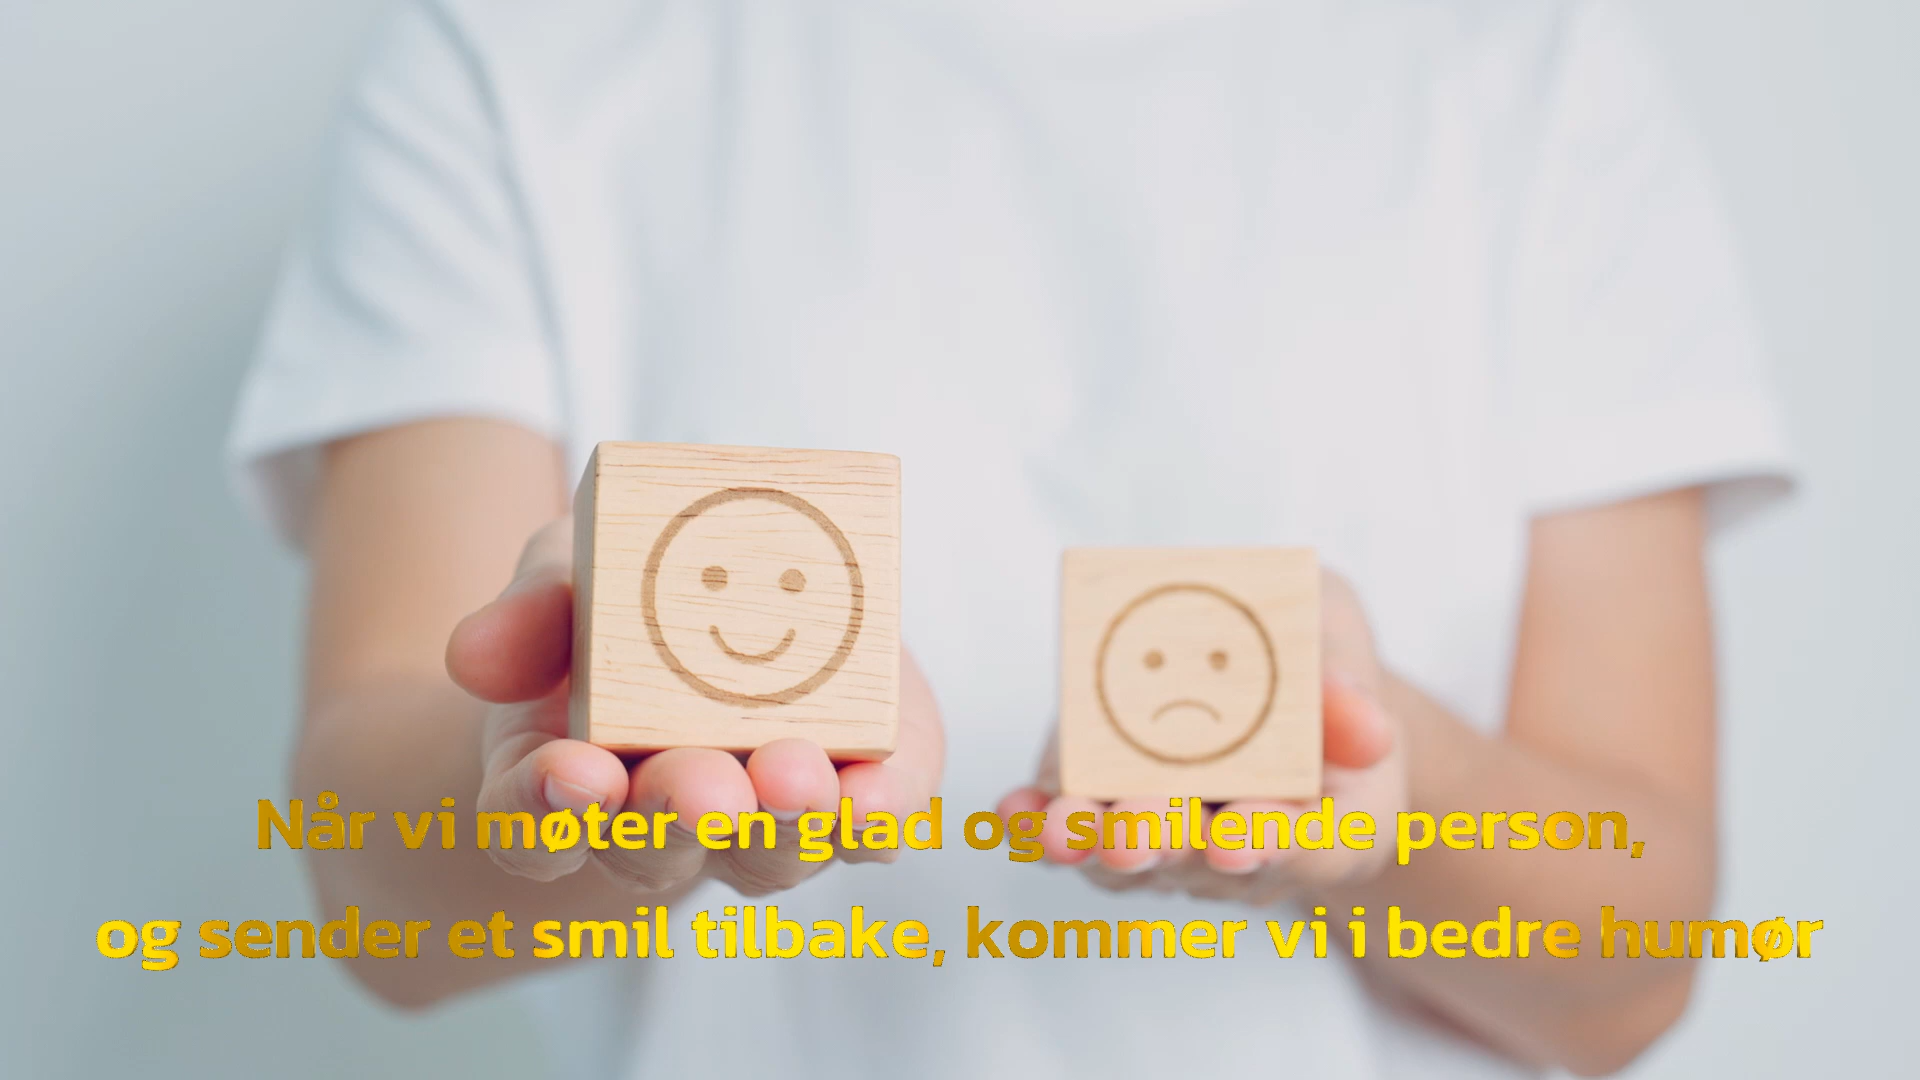 Når vi møter en glad og smilende person,
og sender et smil tilbake, kommer vi i bedre humør